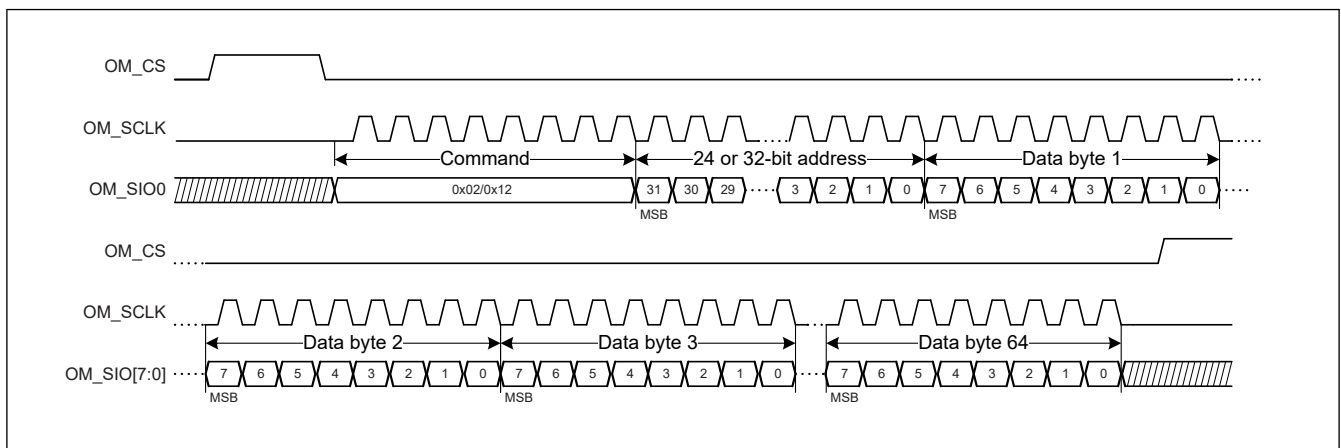 OM_CS
OM_SCLK
Command 24 or 32-bit address Data byte 1
OM_SIO0 0x02/0x12 31 30 29 3 2 1 0 7 6 5 4 3 2 1 0
MSB MSB
OM_CS
OM_SCLK
Data byte 2 Data byte 3 Data byte 64
OM_SIO[7:0] 7 6 5 4 3 2 1 0 7 6 5 4 3 2 1 0 7 6 5 4 3 2 1 0
MSB MSB MSB